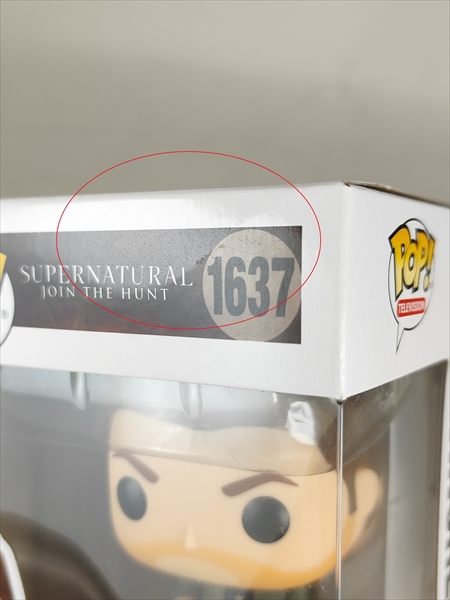 SUPERNATURAL
JOIN THE HUNT
1637
®
POP!
TELEVISION